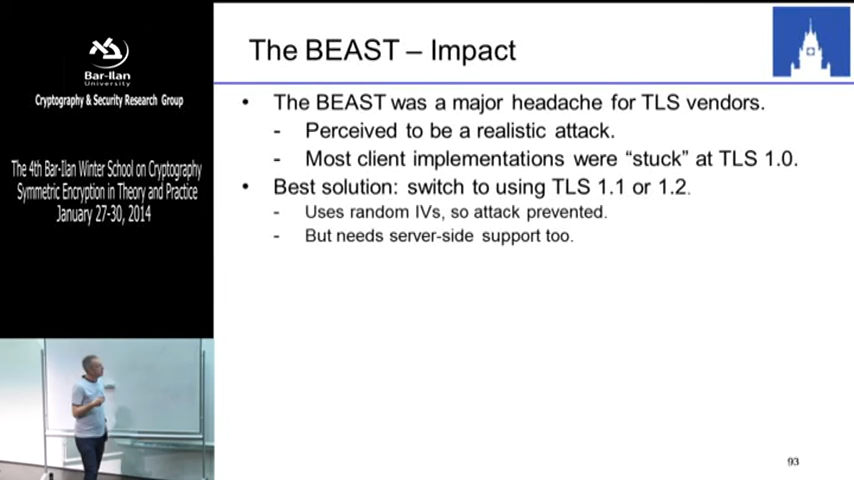 Bar-Ilan
University
Cryptography & Security Research Group
The 4th Bar-Ilan Winter School on Cryptography
Symmetric Encryption in Theory and Practice
January 27-30, 2014
The BEAST – Impact
• The BEAST was a major headache for TLS vendors.
- Perceived to be a realistic attack.
- Most client implementations were “stuck” at TLS 1.0.
• Best solution: switch to using TLS 1.1 or 1.2.
- Uses random IVs, so attack prevented.
- But needs server-side support too.
93